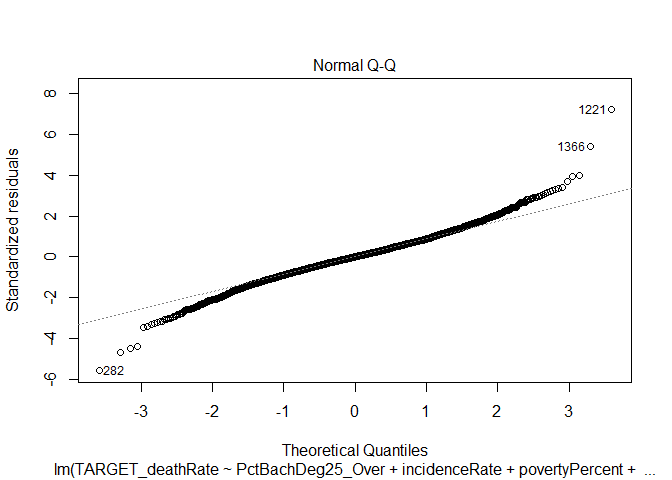 Normal Q-Q
8
6
4
2
0
-2
-4
-6
Standardized residuals
1221
1366
282
-3 -2 -1 0 1 2 3
Theoretical Quantiles
lm(TARGET_deathRate ~ PctBachDeg25_Over + incidenceRate + povertyPercent + ...